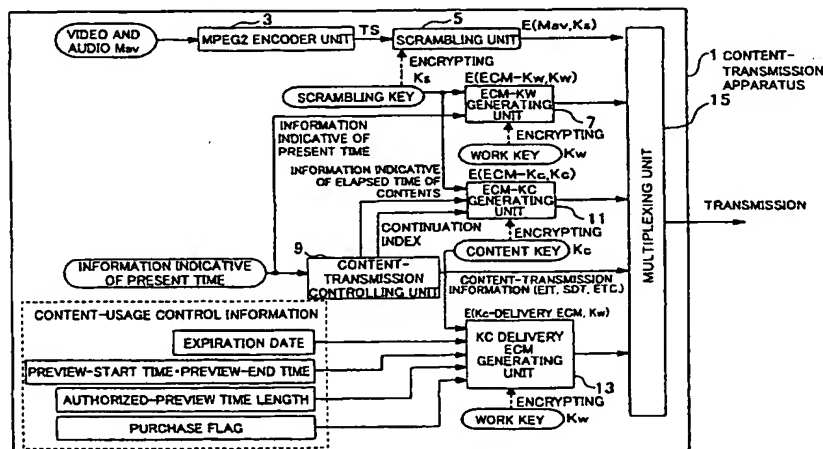 VIDEO AND
AUDIO Mav
3
MPEG2 ENCODER UNIT
TS
5
SCRAMBLING UNIT
E(Mav,Ks)
ENCRYPTING
Ks
SCRAMBLING KEY
E(ECM-Kw,Kw)
ECM-KW
GENERATING
UNIT
7
ENCRYPTING
WORK KEY
Kw
INFORMATION
INDICATIVE OF
PRESENT TIME
INFORMATION INDICATIVE
OF ELAPSED TIME OF
CONTENTS
E(ECM-Kc,Kc)
ECM-KC
GENERATING
UNIT
11
ENCRYPTING
CONTENT KEY
Kc
CONTINUATION
INDEX
INFORMATION INDICATIVE
OF PRESENT TIME
9
CONTENT-
TRANSMISSION
CONTROLLING UNIT
CONTENT-TRANSMISSION
INFORMATION (EIT, SDT, ETC.)
CONTENT-USAGE CONTROL INFORMATION
EXPIRATION DATE
PREVIEW-START TIME·PREVIEW-END TIME
AUTHORIZED-PREVIEW TIME LENGTH
PURCHASE FLAG
E(Kc-DELIVERY ECM, Kw)
KC DELIVERY
ECM
GENERATING
UNIT
13
ENCRYPTING
WORK KEY
Kw
MULTIPLEXING UNIT
1 CONTENT-
TRANSMISSION
APPARATUS
15
TRANSMISSION